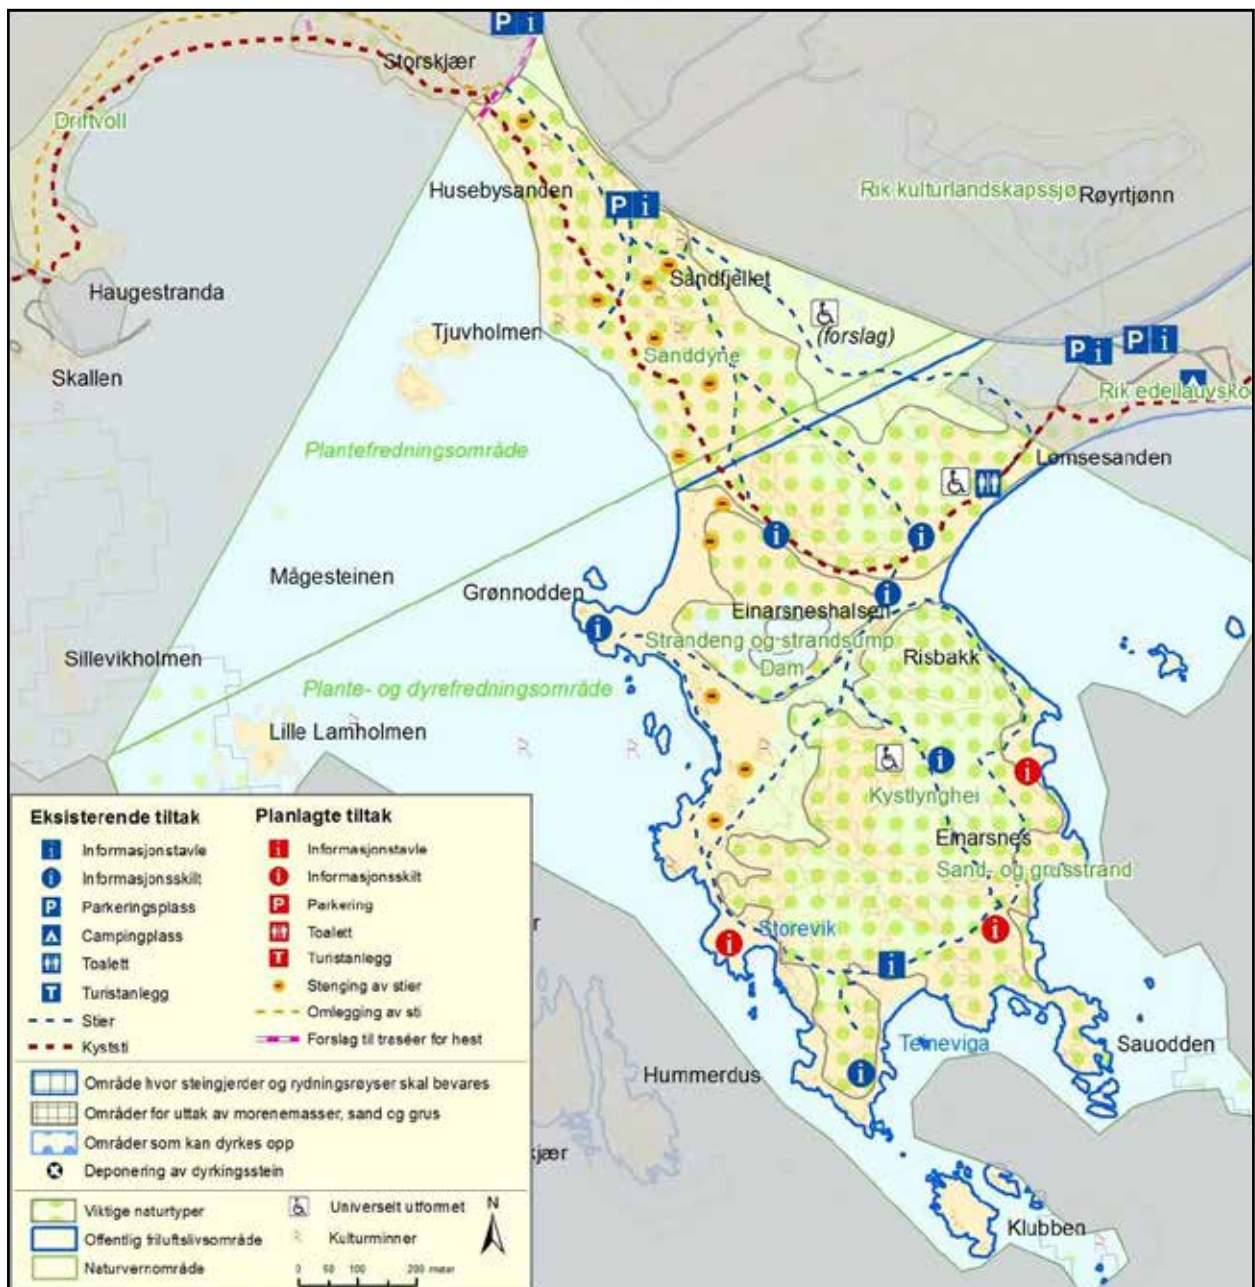 P i
Storskjær
Driftvoll
Husebysanden
P i
Rik kulturlandskapssjø
Røyrtjønn
Sandfjellet
Haugestranda
Tjuvholmen
(forslag)
P i P i
Skallen
Sanddyne
Rik edellauvsko
Plantefredningsområde
Lomsesanden
i
i
Mågesteinen
Grønnodden
i
Einarsneshalsen
i
Strandeng og strandsump
Sillevikholmen
Risbakk
Dam
Plante- og dyrefredningsområde
Lille Lamholmen
i
i
Kystlynghei
Einarsnes
Sand- og grusstrand
Storevik
i
i
i
Teineviga
Sauodden
Hummerdus
i
kjær
Klubben
Eksisterende tiltak
i Informasjonstavle
i Informasjonsskilt
P Parkeringsplass
Campingplass
Toalett
T Turistanlegg
Stier
Kyststi
Planlagte tiltak
i Informasjonstavle
i Informasjonsskilt
P Parkering
Toalett
T Turistanlegg
Stenging av stier
Omlegging av sti
Forslag til traséer for hest
Område hvor steingjerder og rydningsrøyser skal bevares
Områder for uttak av morenemasser, sand og grus
Områder som kan dyrkes opp
Deponering av dyrkingsstein
Viktige naturtyper
Offentlig friluftslivsområde
Naturvernområde
Universelt utformet
Kulturminner
N
0 50 100 200 meter